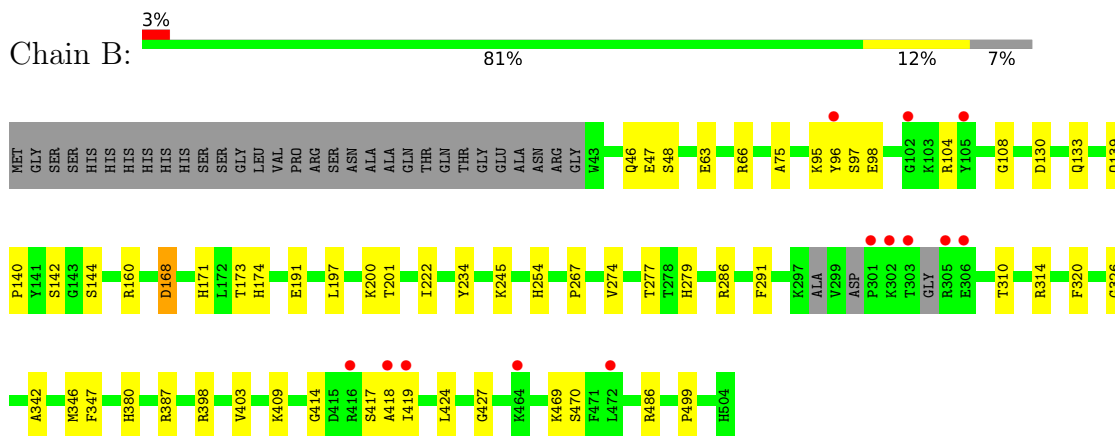 3%
Chain B:
81% 12% 7%
MET GLY SER SER HIS HIS HIS HIS HIS HIS SER SER GLY LEU VAL PRO ARG SER ASN ALA ALA GLN THR GLN THR GLY GLU ALA ASN ARG GLY W43 Q46 E47 S48 E63 R66 A75 K95 Y96 S97 E98 G102 K103 R104 Y105 G108 D130 Q133
P140 Y141 S142 G143 S144 R160 D168 H171 L172 T173 H174 E191 L197 K200 T201 I222 Y234 K245 H254 P267 V274 T277 T278 H279 R286 F291 K297 ALA V299 ASP P301 K302 T303 GLY R305 E306 T310 R314 F320
A342 M346 F347 H380 R387 R398 V403 K409 G414 D415 R416 S417 A418 I419 L424 G427 K464 K469 S470 F471 L472 R486 P499 H504